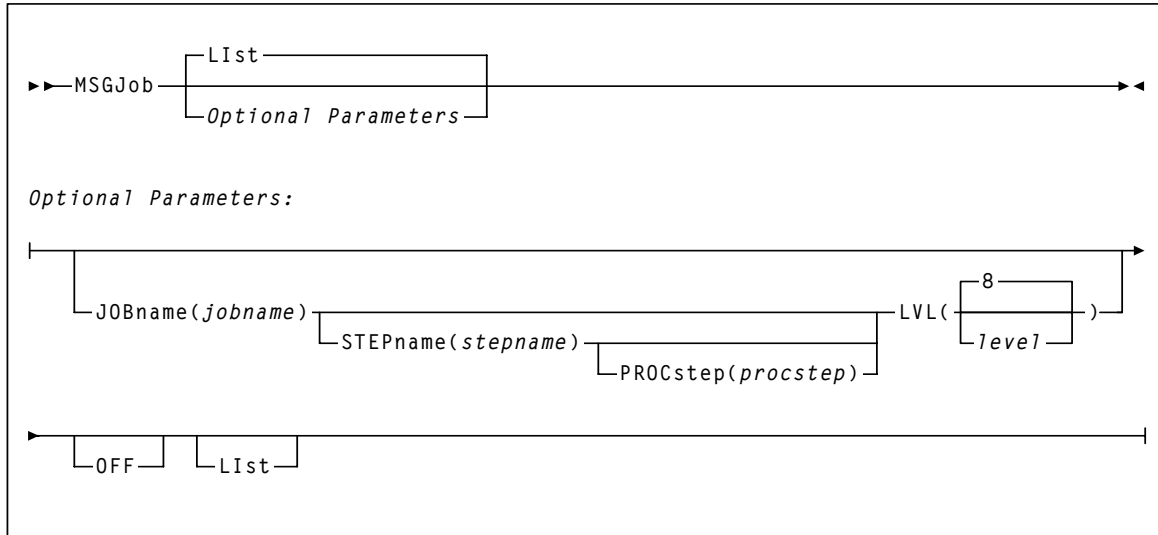 LIst
MSGJob
Optional Parameters
Optional Parameters:
8
JOBname(jobname) LVL( )
STEPname(stepname) level
PROCstep(procstep)
OFF LIst